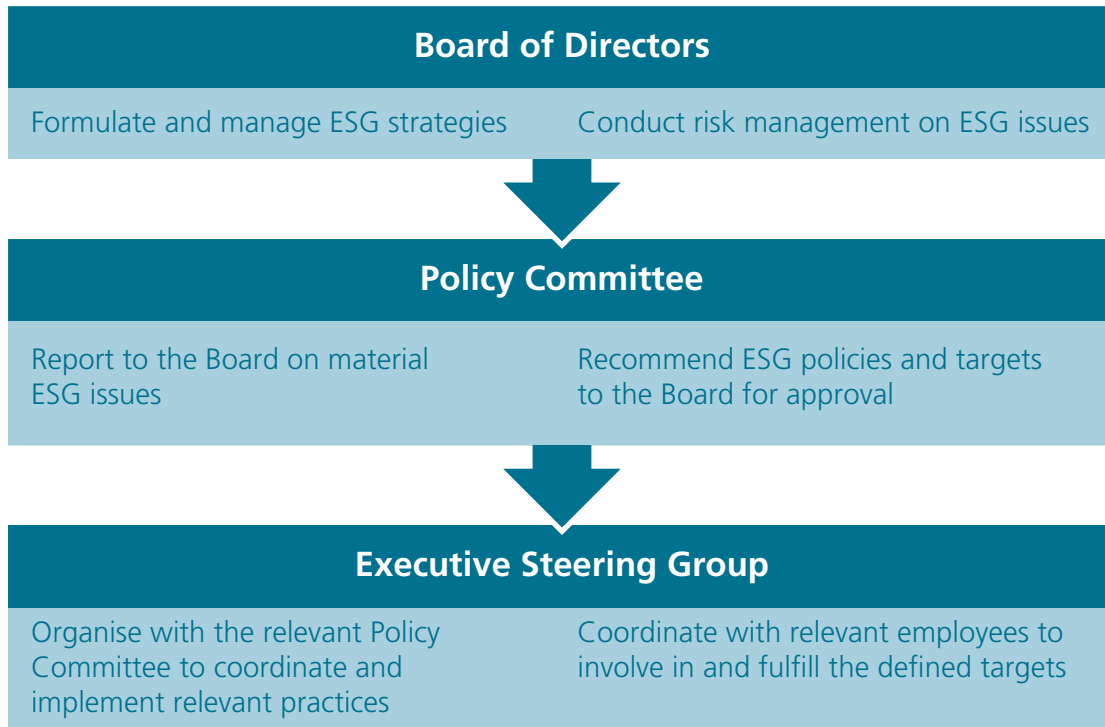 Board of Directors
Formulate and manage ESG strategies
Conduct risk management on ESG issues
Policy Committee
Report to the Board on material
ESG issues
Recommend ESG policies and targets
to the Board for approval
Executive Steering Group
Organise with the relevant Policy
Committee to coordinate and
implement relevant practices
Coordinate with relevant employees to
involve in and fulfill the defined targets